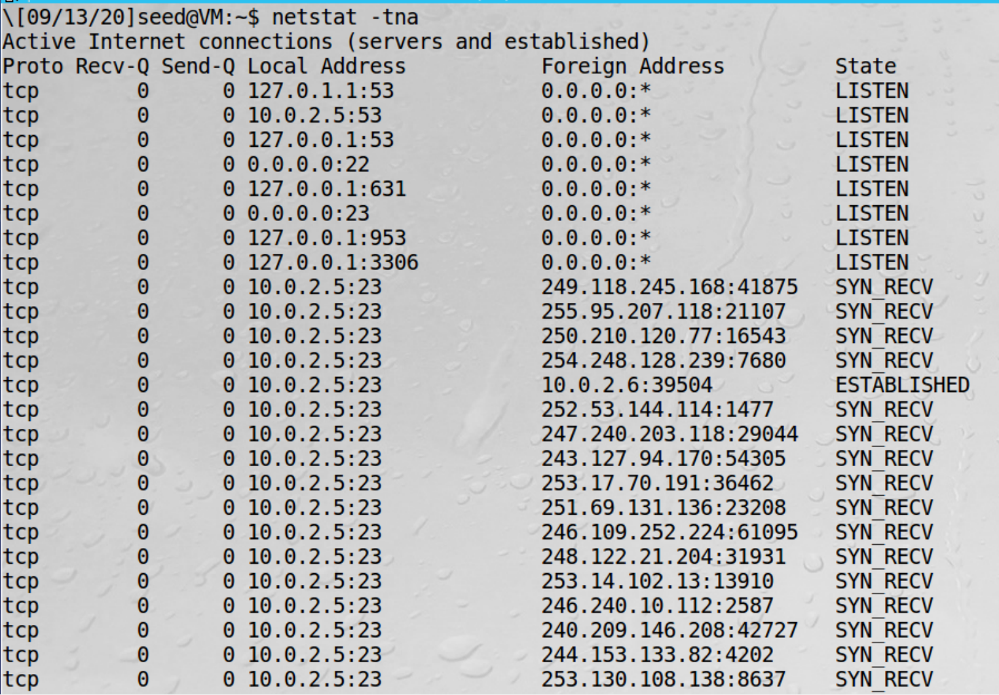 \[09/13/20]seed@VM:~$ netstat -tna
Active Internet connections (servers and established)
Proto Recv-Q Send-Q Local Address           Foreign Address         State
tcp        0      0 127.0.1.1:53            0.0.0.0:*               LISTEN
tcp        0      0 10.0.2.5:53             0.0.0.0:*               LISTEN
tcp        0      0 127.0.0.1:53            0.0.0.0:*               LISTEN
tcp        0      0 0.0.0.0:22              0.0.0.0:*               LISTEN
tcp        0      0 127.0.0.1:631           0.0.0.0:*               LISTEN
tcp        0      0 0.0.0.0:23              0.0.0.0:*               LISTEN
tcp        0      0 127.0.0.1:953           0.0.0.0:*               LISTEN
tcp        0      0 127.0.0.1:3306          0.0.0.0:*               LISTEN
tcp        0      0 10.0.2.5:23             249.118.245.168:41875   SYN_RECV
tcp        0      0 10.0.2.5:23             255.95.207.118:21107    SYN_RECV
tcp        0      0 10.0.2.5:23             250.210.120.77:16543    SYN_RECV
tcp        0      0 10.0.2.5:23             254.248.128.239:7680    SYN_RECV
tcp        0      0 10.0.2.5:23             10.0.2.6:39504          ESTABLISHED
tcp        0      0 10.0.2.5:23             252.53.144.114:1477     SYN_RECV
tcp        0      0 10.0.2.5:23             247.240.203.118:29044   SYN_RECV
tcp        0      0 10.0.2.5:23             243.127.94.170:54305    SYN_RECV
tcp        0      0 10.0.2.5:23             253.17.70.191:36462     SYN_RECV
tcp        0      0 10.0.2.5:23             251.69.131.136:23208    SYN_RECV
tcp        0      0 10.0.2.5:23             246.109.252.224:61095   SYN_RECV
tcp        0      0 10.0.2.5:23             248.122.21.204:31931    SYN_RECV
tcp        0      0 10.0.2.5:23             253.14.102.13:13910     SYN_RECV
tcp        0      0 10.0.2.5:23             246.240.10.112:2587     SYN_RECV
tcp        0      0 10.0.2.5:23             240.209.146.208:42727   SYN_RECV
tcp        0      0 10.0.2.5:23             244.153.133.82:4202     SYN_RECV
tcp        0      0 10.0.2.5:23             253.130.108.138:8637    SYN_RECV